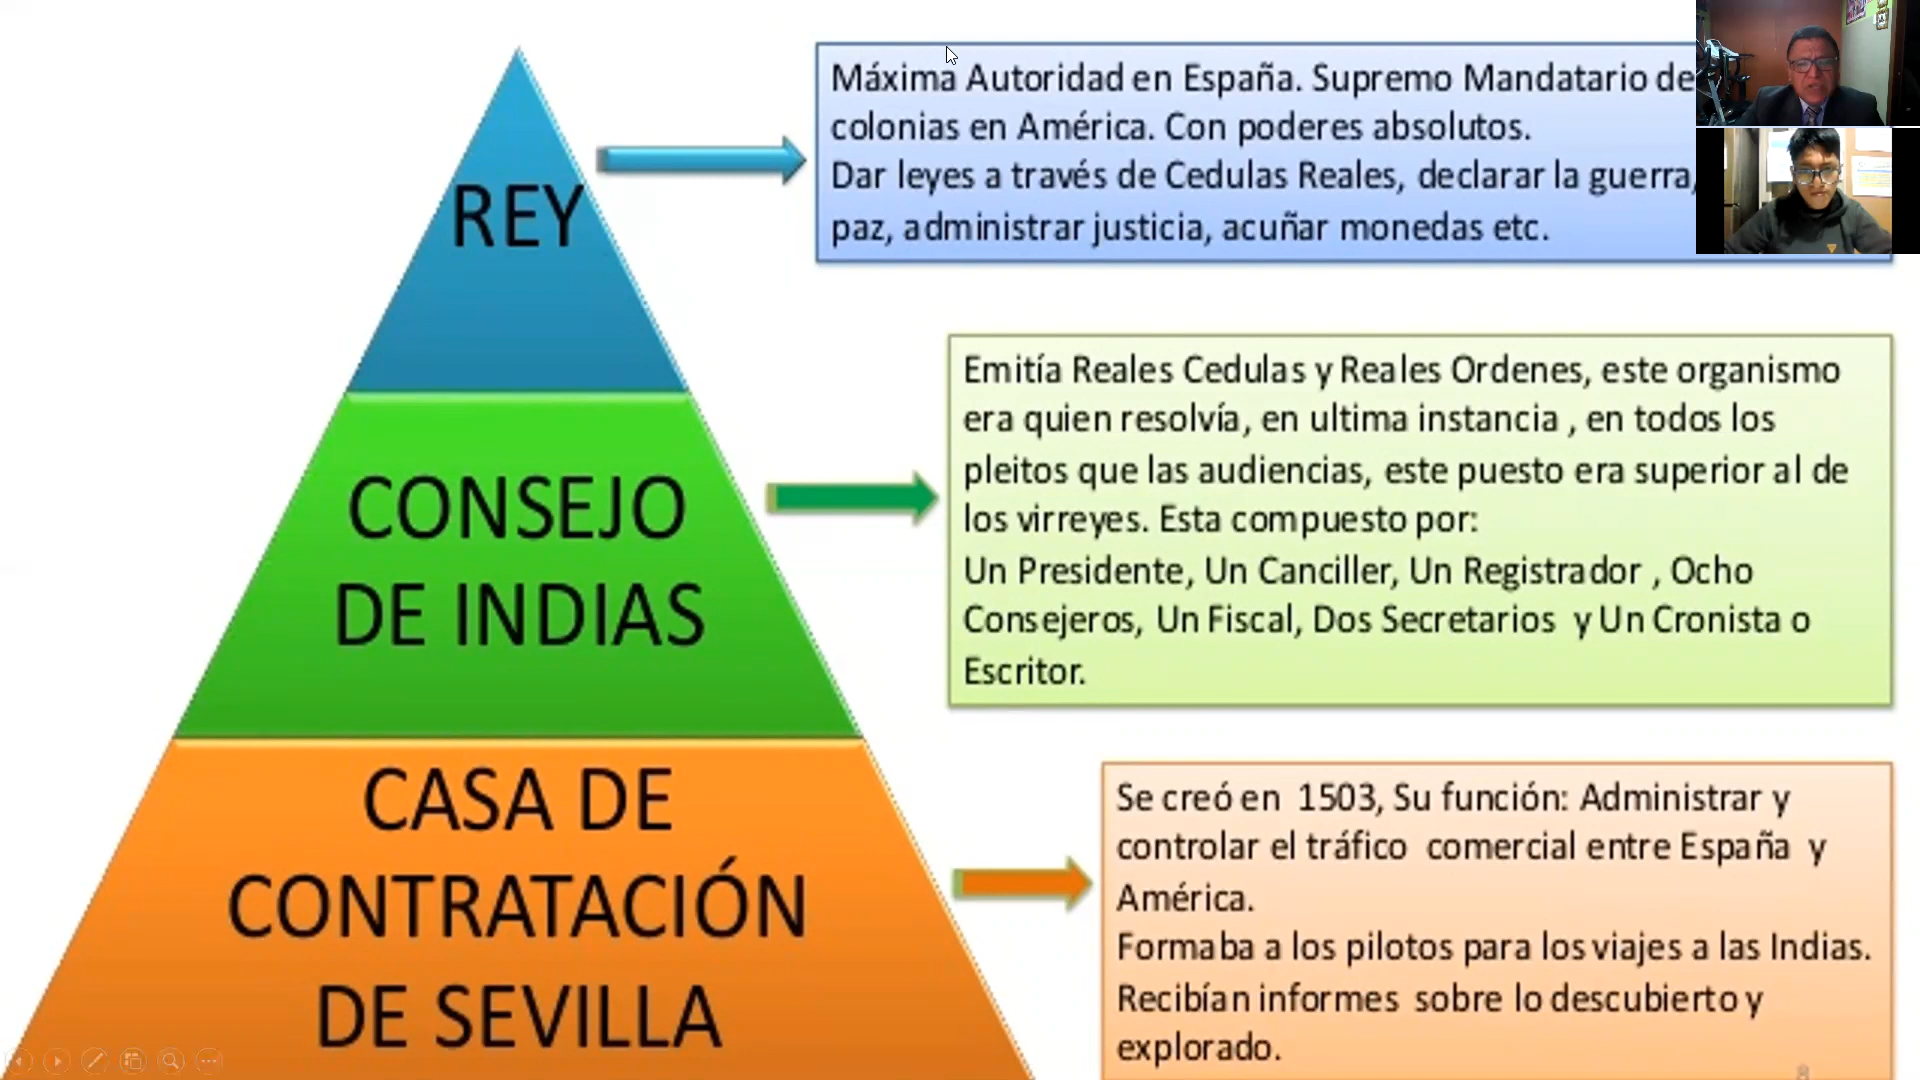 REY
Máxima Autoridad en España. Supremo Mandatario de
colonias en América. Con poderes absolutos.
Dar leyes a través de Cedulas Reales, declarar la guerra,
paz, administrar justicia, acuñar monedas etc.
CONSEJO
DE INDIAS
Emitía Reales Cedulas y Reales Ordenes, este organismo
era quien resolvía, en ultima instancia , en todos los
pleitos que las audiencias, este puesto era superior al de
los virreyes. Esta compuesto por:
Un Presidente, Un Canciller, Un Registrador , Ocho
Consejeros, Un Fiscal, Dos Secretarios y Un Cronista o
Escritor.
CASA DE
CONTRATACIÓN
DE SEVILLA
Se creó en 1503, Su función: Administrar y
controlar el tráfico comercial entre España y
América.
Formaba a los pilotos para los viajes a las Indias.
Recibían informes sobre lo descubierto y
explorado.
8